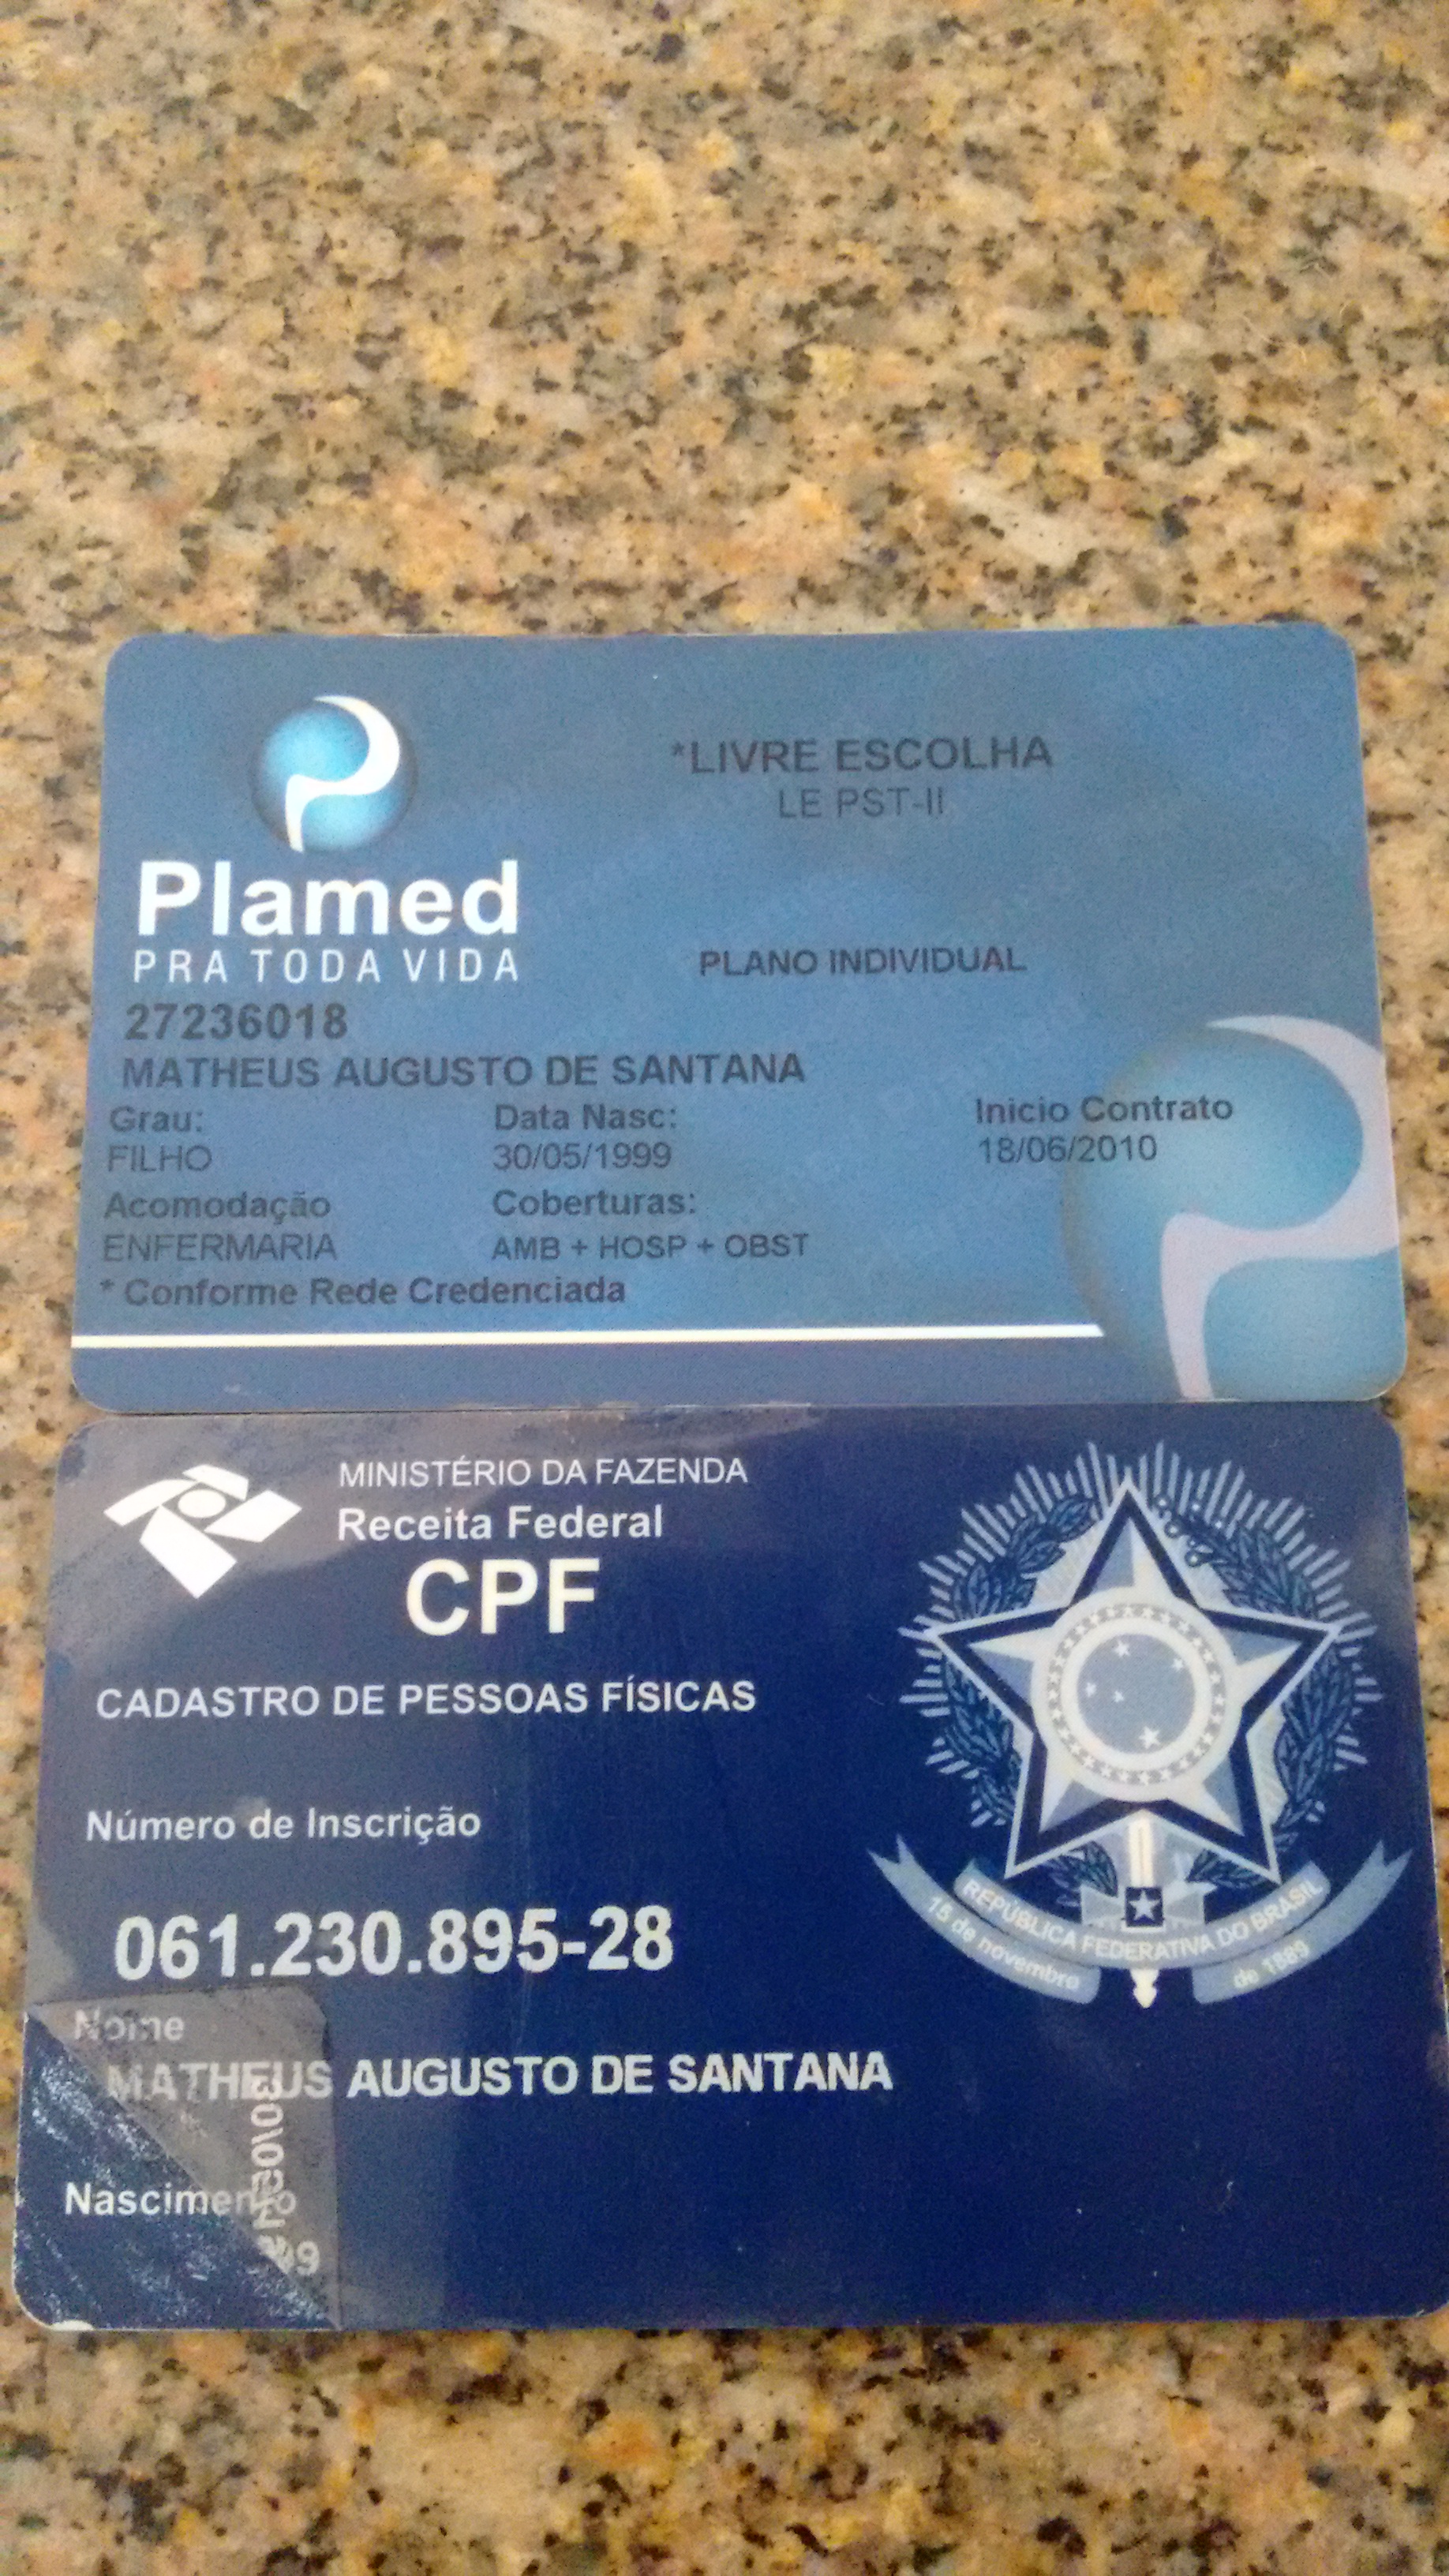 *LIVRE ESCOLHA
LE PST-II
Plamed
PRA TODA VIDA
PLANO INDIVIDUAL
27236018
MATHEUS AUGUSTO DE SANTANA
Grau: Data Nasc: Inicio Contrato
FILHO 30/05/1999 18/06/2010
Acomodação Coberturas:
ENFERMARIA AMB + HOSP + OBST
* Conforme Rede Credenciada
MINISTÉRIO DA FAZENDA
Receita Federal
CPF
CADASTRO DE PESSOAS FÍSICAS
Número de Inscrição
061.230.895-28
REPÚBLICA FEDERATIVA DO BRASIL
15 de novembro de 1889
Nome
MATHEUS AUGUSTO DE SANTANA
Nascimento